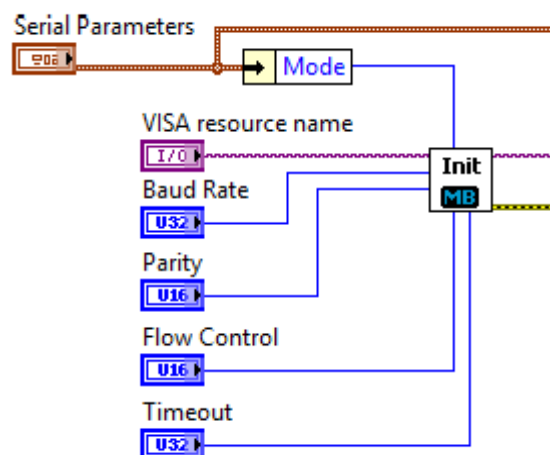 Serial Parameters
Mode
VISA resource name
I/O
Init
MB
Baud Rate
U32
Parity
U16
Flow Control
U16
Timeout
U32